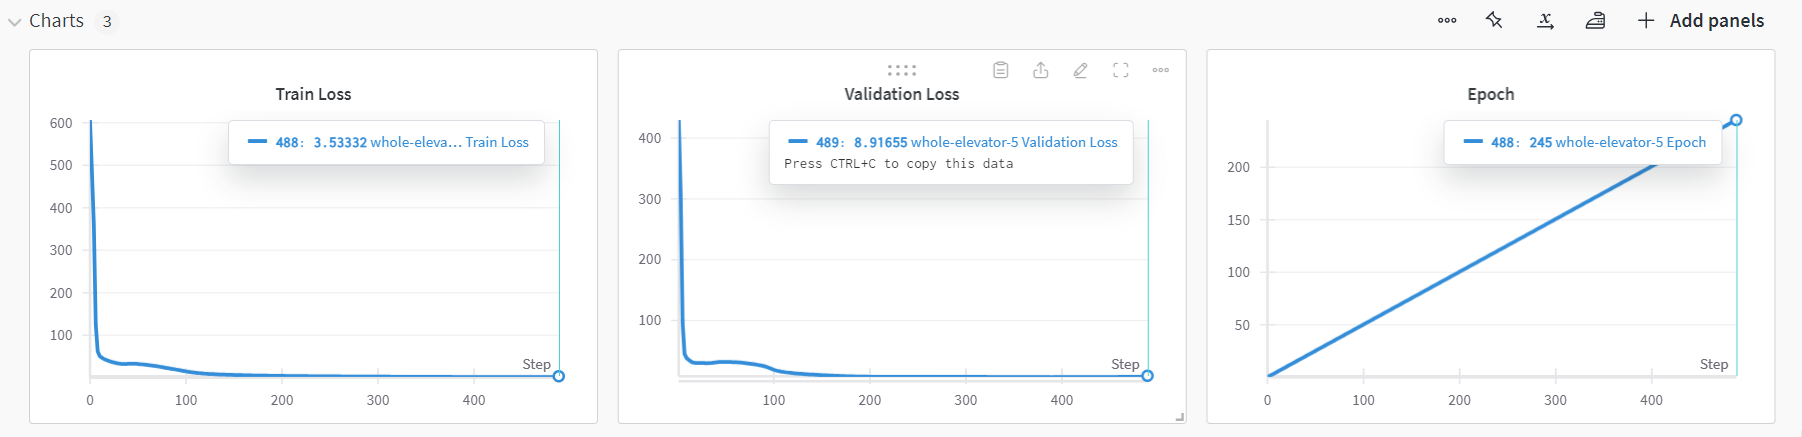 Charts 3
Add panels
Train Loss
600
500
400
300
200
100
488: 3.53332 whole-eleva... Train Loss
Step
0 100 200 300 400
Validation Loss
400
300
200
100
489: 8.91655 whole-elevator-5 Validation Loss
Press CTRL+C to copy this data
Step
100 200 300 400
Epoch
200
150
100
50
488: 245 whole-elevator-5 Epoch
Step
0 100 200 300 400